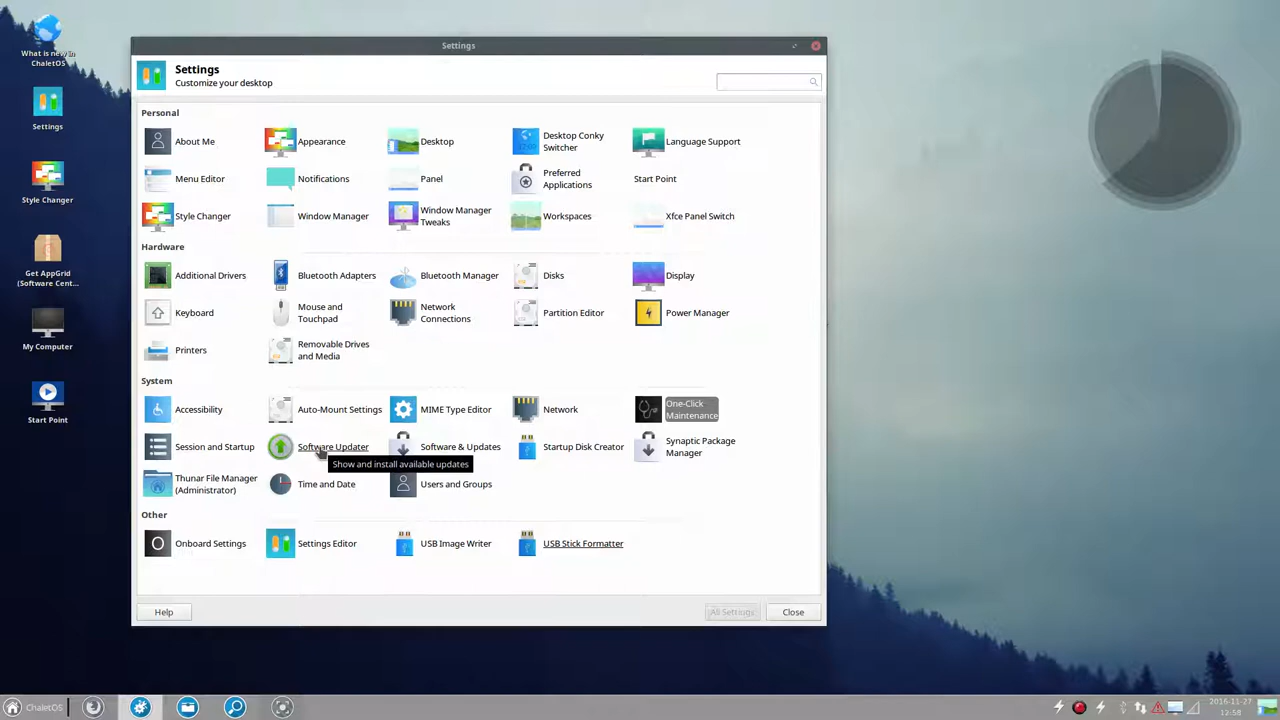 What is new in
ChaletOS
Settings
Style Changer
Get AppGrid
(Software Cent...
My Computer
Start Point
Settings
Settings
Customize your desktop
Personal
About Me
Appearance
Desktop
Desktop Conky
Switcher
Language Support
Menu Editor
Notifications
Panel
Preferred
Applications
Start Point
Style Changer
Window Manager
Window Manager
Tweaks
Workspaces
Xfce Panel Switch
Hardware
Additional Drivers
Bluetooth Adapters
Bluetooth Manager
Disks
Display
Keyboard
Mouse and
Touchpad
Network
Connections
Partition Editor
Power Manager
Printers
Removable Drives
and Media
System
Accessibility
Auto-Mount Settings
MIME Type Editor
Network
One-Click
Maintenance
Session and Startup
Software Updater
Software & Updates
Startup Disk Creator
Synaptic Package
Manager
Show and install available updates
Thunar File Manager
(Administrator)
Time and Date
Users and Groups
Other
Onboard Settings
Settings Editor
USB Image Writer
USB Stick Formatter
Help
All Settings
Close
ChaletOS
2016-11-27
12:58